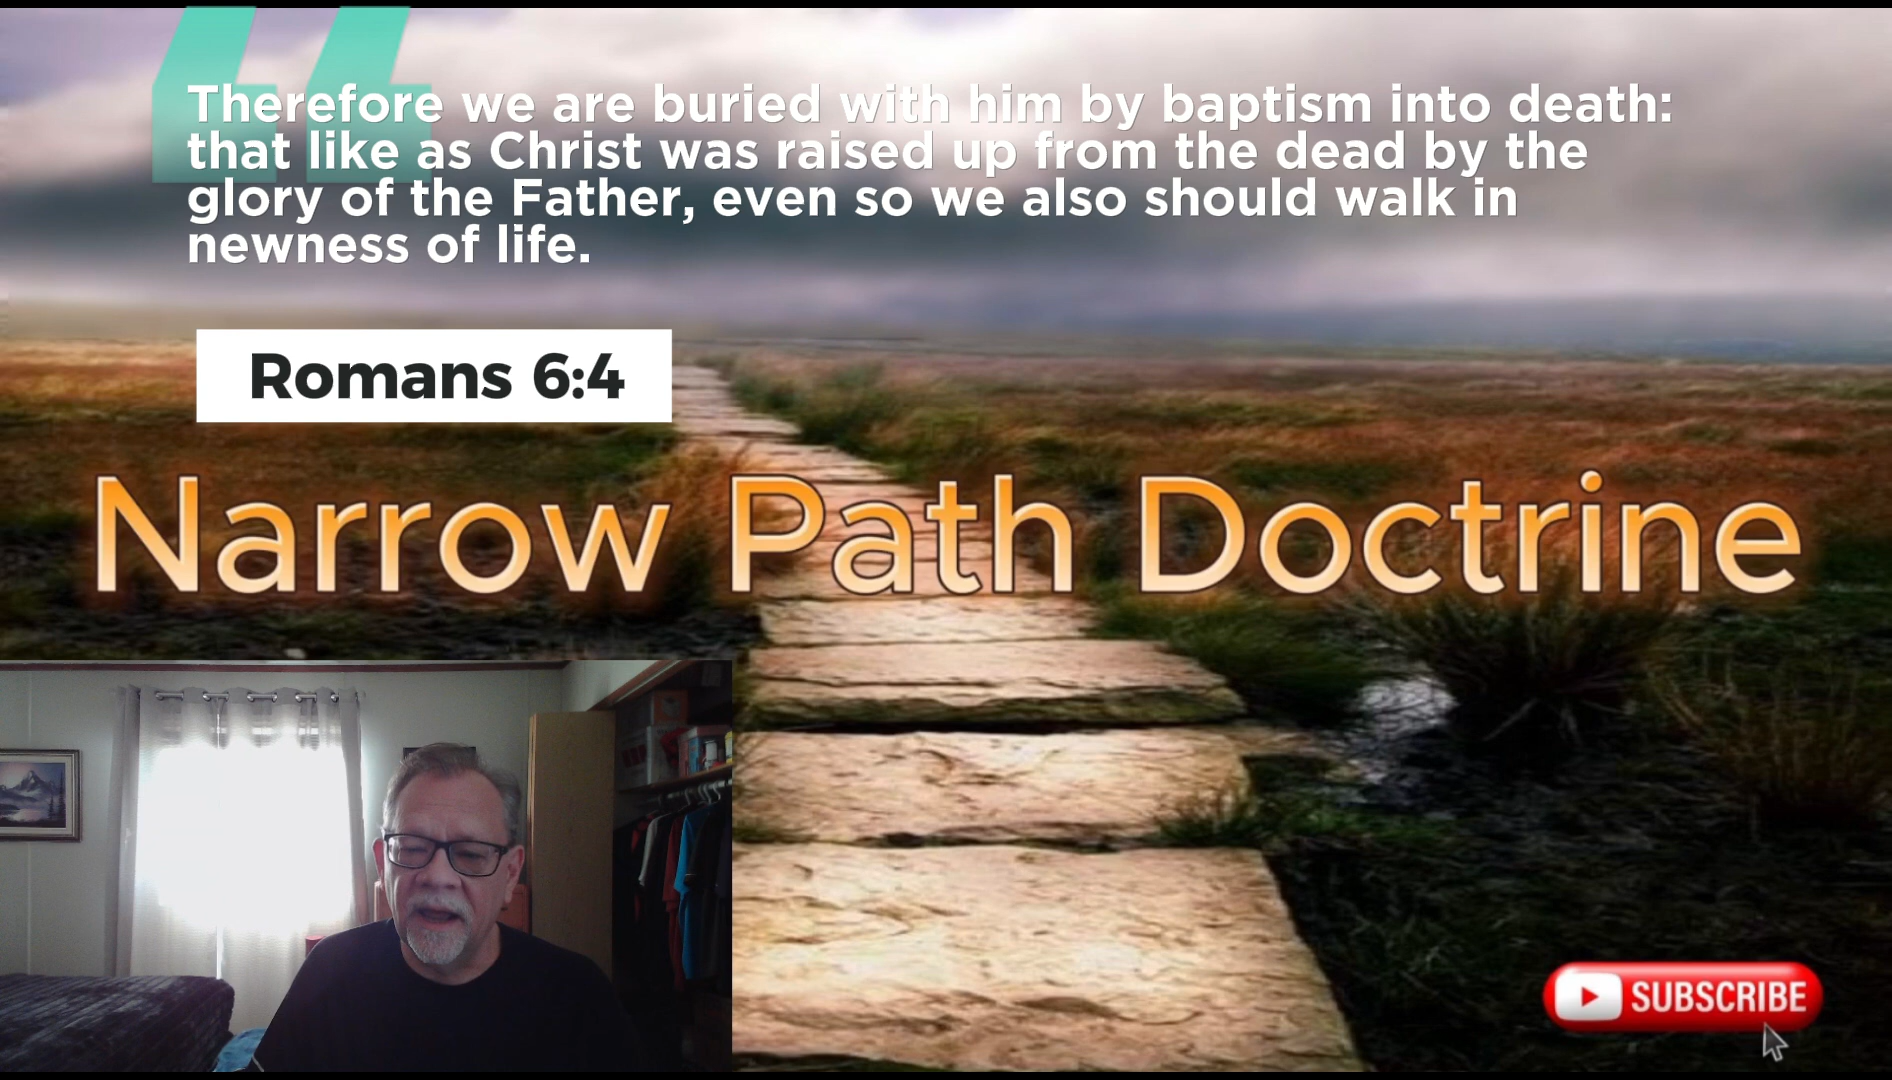 Therefore we are buried with him by baptism into death:
that like as Christ was raised up from the dead by the
glory of the Father, even so we also should walk in
newness of life.
Romans 6:4
Narrow Path Doctrine
SUBSCRIBE